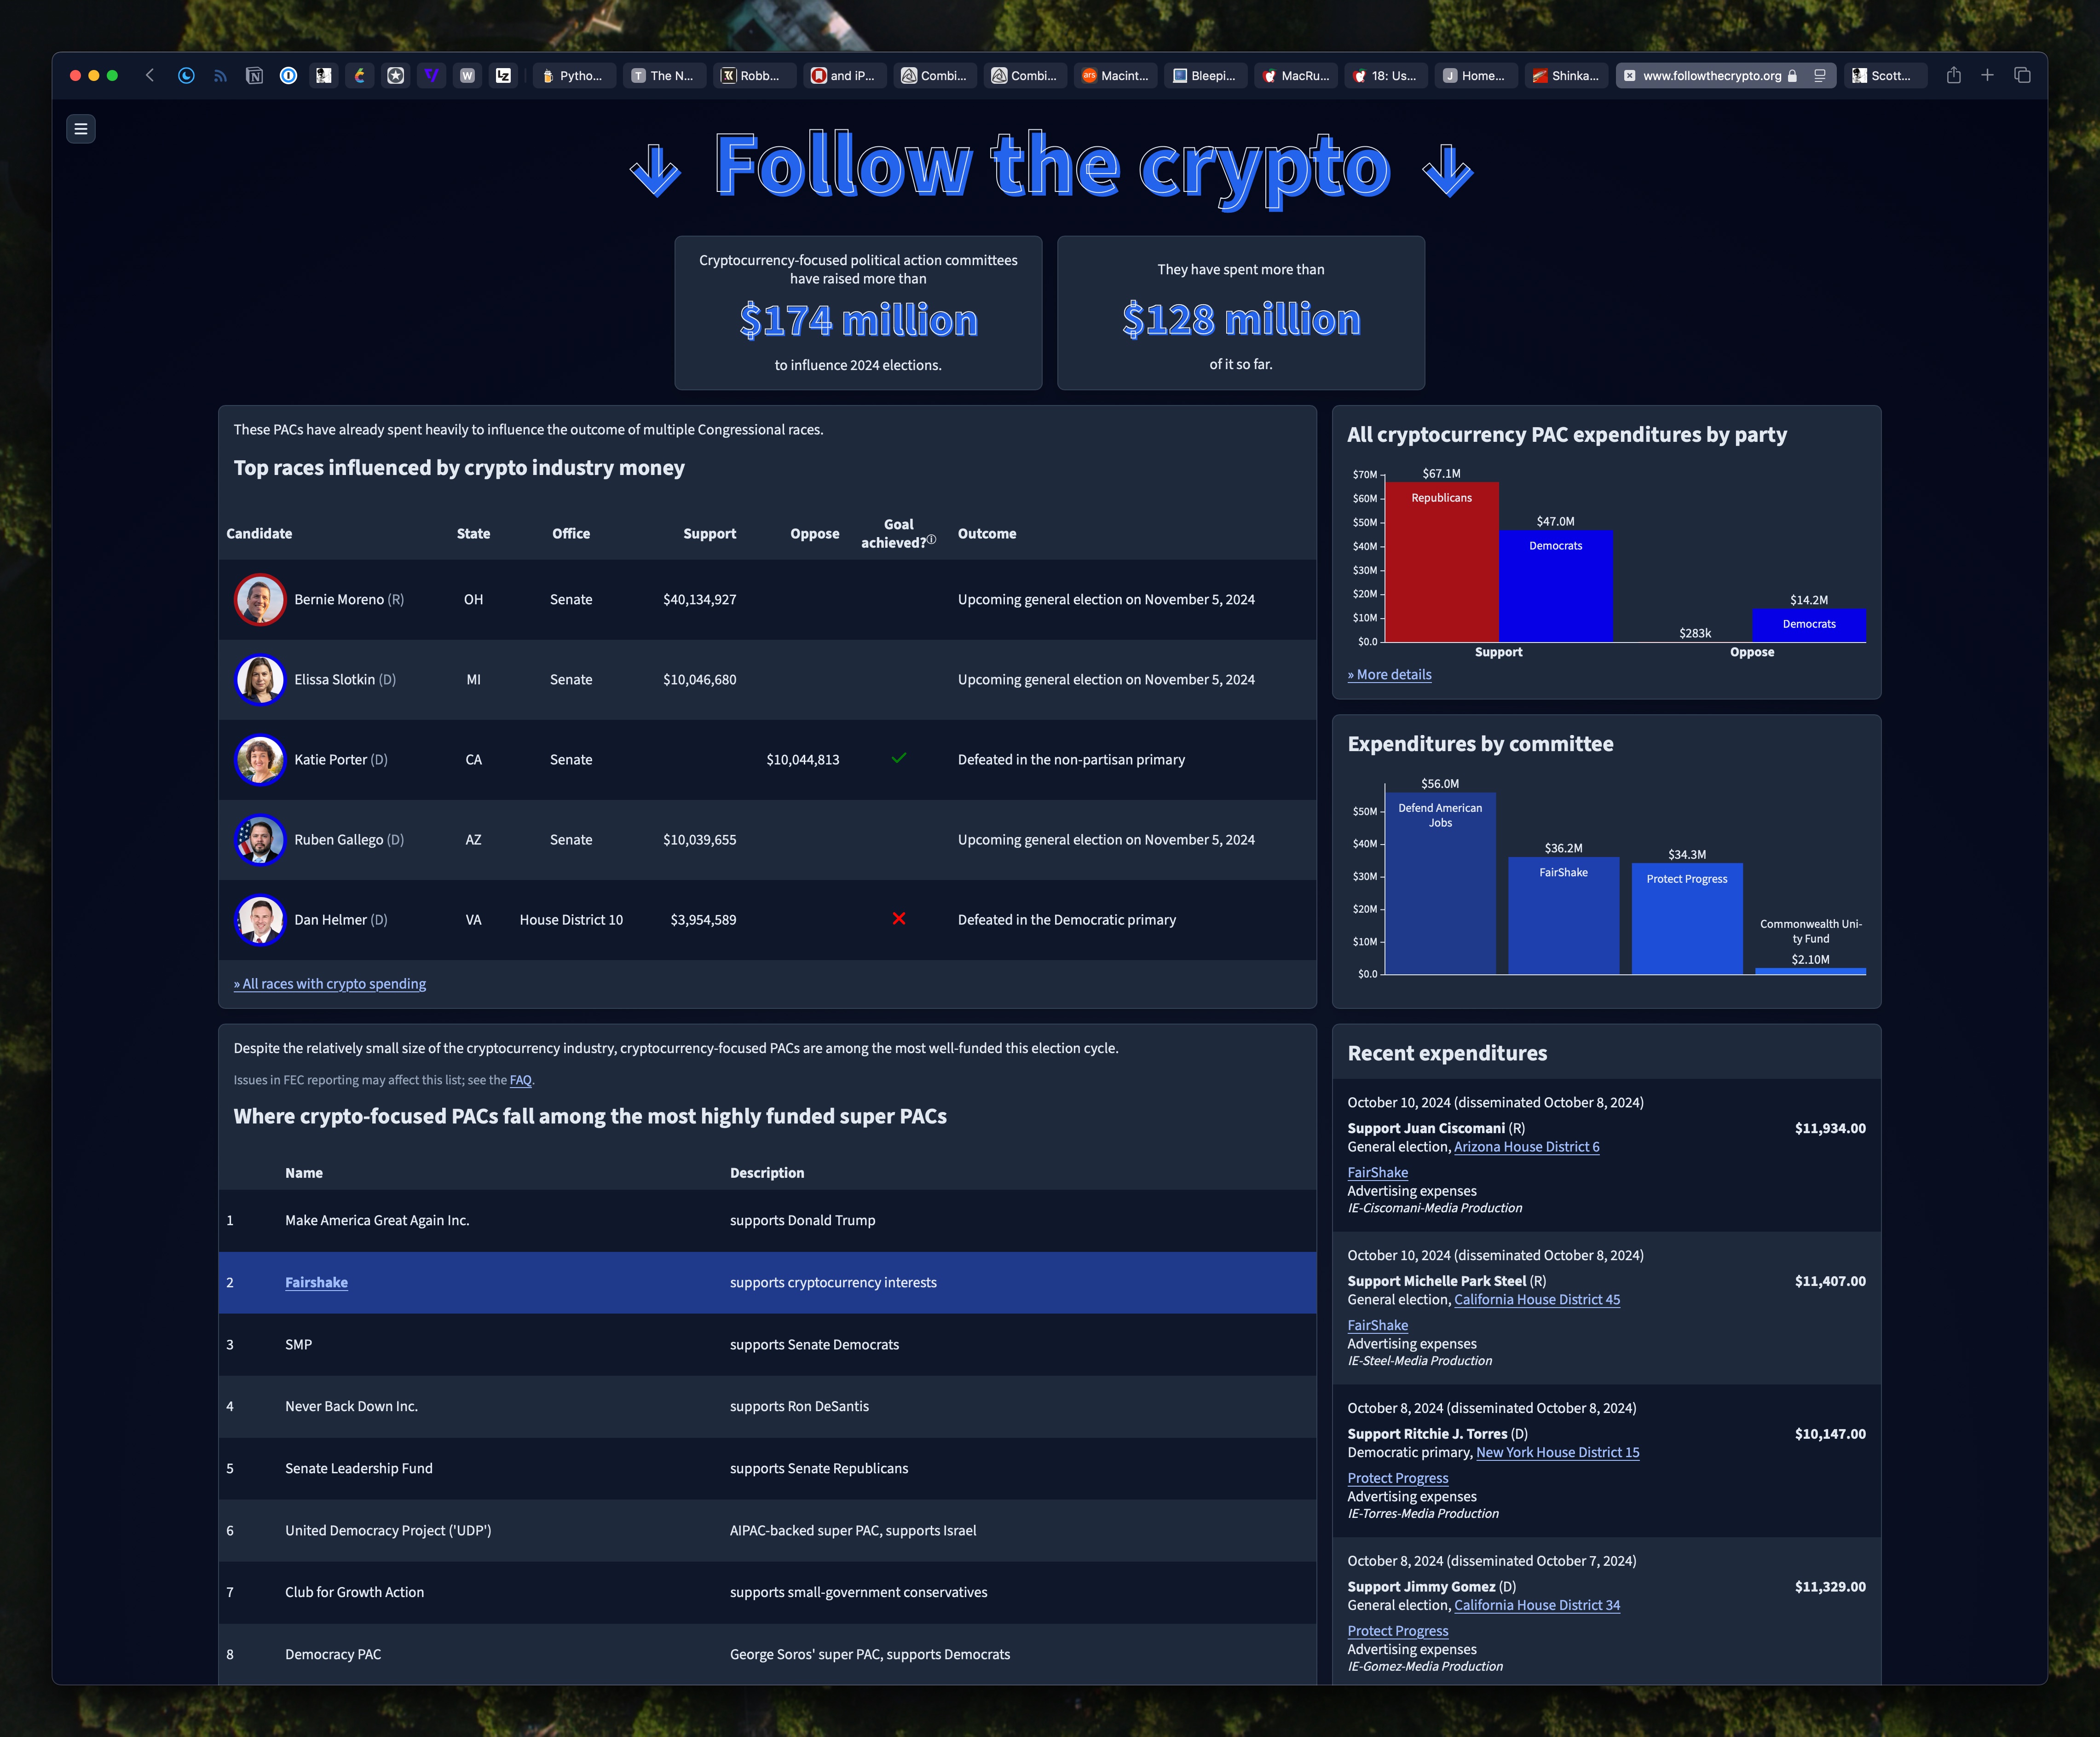 Pytho...
The N...
Robb...
and iP...
Combi...
Combi...
Macint...
Bleepi...
MacRu...
18: Us...
Home...
Shinka...
www.followthecrypto.org
Scott...
↓ Follow the crypto ↓
Cryptocurrency-focused political action committees
have raised more than
$174 million
to influence 2024 elections.
They have spent more than
$128 million
of it so far.
These PACs have already spent heavily to influence the outcome of multiple Congressional races.
Top races influenced by crypto industry money
Candidate State Office Support Oppose Goal achieved?ⓘ Outcome
Bernie Moreno (R) OH Senate $40,134,927 Upcoming general election on November 5, 2024
Elissa Slotkin (D) MI Senate $10,046,680 Upcoming general election on November 5, 2024
Katie Porter (D) CA Senate $10,044,813 ✓ Defeated in the non-partisan primary
Ruben Gallego (D) AZ Senate $10,039,655 Upcoming general election on November 5, 2024
Dan Helmer (D) VA House District 10 $3,954,589 ✕ Defeated in the Democratic primary
» All races with crypto spending
All cryptocurrency PAC expenditures by party
$70M
$60M
$50M
$40M
$30M
$20M
$10M
$0.0
$67.1M
Republicans
$47.0M
Democrats
$283k
$14.2M
Democrats
Support
Oppose
» More details
Expenditures by committee
$50M
$40M
$30M
$20M
$10M
$0.0
$56.0M
Defend American
Jobs
$36.2M
FairShake
$34.3M
Protect Progress
Commonwealth Uni-
ty Fund
$2.10M
Despite the relatively small size of the cryptocurrency industry, cryptocurrency-focused PACs are among the most well-funded this election cycle.
Issues in FEC reporting may affect this list; see the FAQ.
Where crypto-focused PACs fall among the most highly funded super PACs
Name Description
1 Make America Great Again Inc. supports Donald Trump
2 Fairshake supports cryptocurrency interests
3 SMP supports Senate Democrats
4 Never Back Down Inc. supports Ron DeSantis
5 Senate Leadership Fund supports Senate Republicans
6 United Democracy Project ('UDP') AIPAC-backed super PAC, supports Israel
7 Club for Growth Action supports small-government conservatives
8 Democracy PAC George Soros' super PAC, supports Democrats
Recent expenditures
October 10, 2024 (disseminated October 8, 2024)
Support Juan Ciscomani (R) $11,934.00
General election, Arizona House District 6
FairShake
Advertising expenses
IE-Ciscomani-Media Production
October 10, 2024 (disseminated October 8, 2024)
Support Michelle Park Steel (R) $11,407.00
General election, California House District 45
FairShake
Advertising expenses
IE-Steel-Media Production
October 8, 2024 (disseminated October 8, 2024)
Support Ritchie J. Torres (D) $10,147.00
Democratic primary, New York House District 15
Protect Progress
Advertising expenses
IE-Torres-Media Production
October 8, 2024 (disseminated October 7, 2024)
Support Jimmy Gomez (D) $11,329.00
General election, California House District 34
Protect Progress
Advertising expenses
IE-Gomez-Media Production